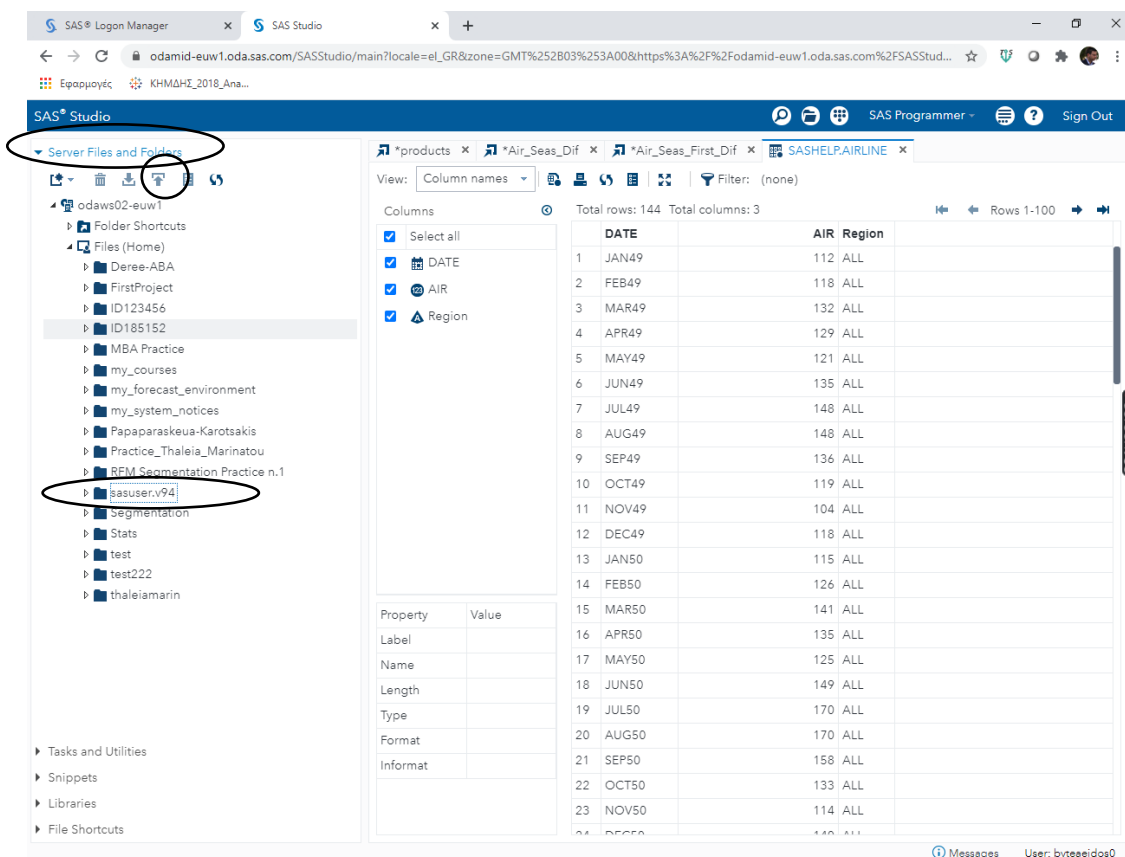 SAS® Logon Manager
SAS Studio
odamid-euw1.oda.sas.com/SASStudio/main?locale=el_GR&zone=GMT%252B03%253A00&https%3A%2F%2Fodamid-euw1.oda.sas.com%2FSASStud...
Εφαρμογές ΚΗΜΔΗΣ_2018_Ana...
SAS® Studio
SAS Programmer
Sign Out
Server Files and Folders
odaws02-euw1
Folder Shortcuts
Files (Home)
Deree-ABA
FirstProject
ID123456
ID185152
MBA Practice
my_courses
my_forecast_environment
my_system_notices
Papaparaskeua-Karotsakis
Practice_Thaleia_Marinatou
RFM Segmentation Practice n.1
sasuser.v94
Segmentation
Stats
test
test222
thaleiamarin
Tasks and Utilities
Snippets
Libraries
File Shortcuts
*products *Air_Seas_Dif *Air_Seas_First_Dif SASHELP.AIRLINE
View: Column names Filter: (none)
Columns
Select all
DATE
AIR
Region
Property Value
Label
Name
Length
Type
Format
Informat
Total rows: 144 Total columns: 3 Rows 1-100
DATE AIR Region
1 JAN49 112 ALL
2 FEB49 118 ALL
3 MAR49 132 ALL
4 APR49 129 ALL
5 MAY49 121 ALL
6 JUN49 135 ALL
7 JUL49 148 ALL
8 AUG49 148 ALL
9 SEP49 136 ALL
10 OCT49 119 ALL
11 NOV49 104 ALL
12 DEC49 118 ALL
13 JAN50 115 ALL
14 FEB50 126 ALL
15 MAR50 141 ALL
16 APR50 135 ALL
17 MAY50 125 ALL
18 JUN50 149 ALL
19 JUL50 170 ALL
20 AUG50 170 ALL
21 SEP50 158 ALL
22 OCT50 133 ALL
23 NOV50 114 ALL
24 DEC50 140 ALL
Messages User: byteaeidos0